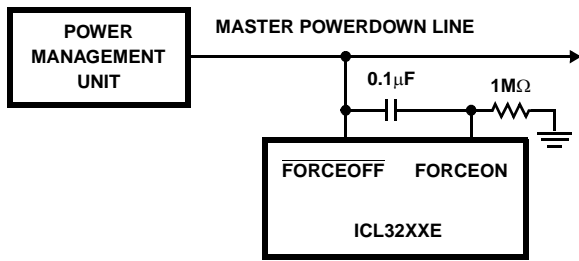 POWER
MANAGEMENT
UNIT
MASTER POWERDOWN LINE
0.1μF
1MΩ
FORCEOFF FORCEON
ICL32XXE